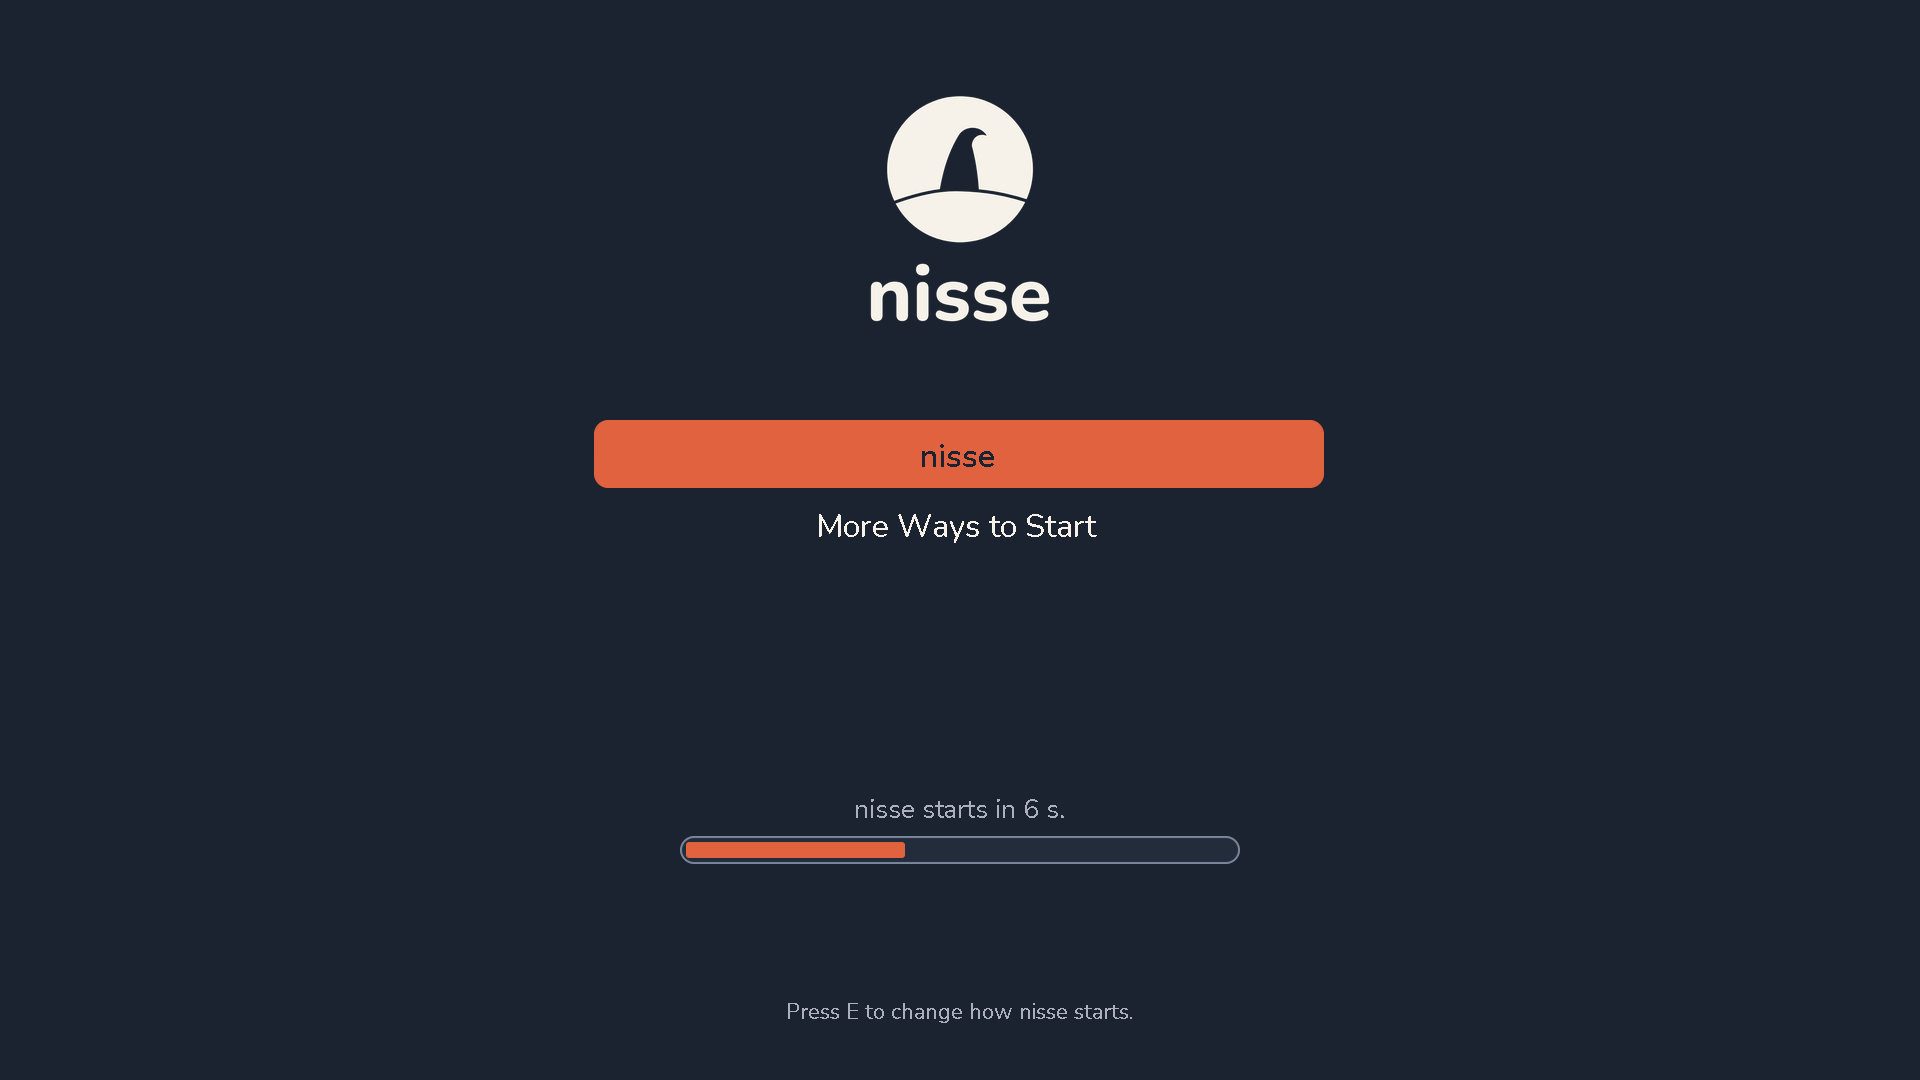 nisse
nisse
More Ways to Start
nisse starts in 6 s.
Press E to change how nisse starts.